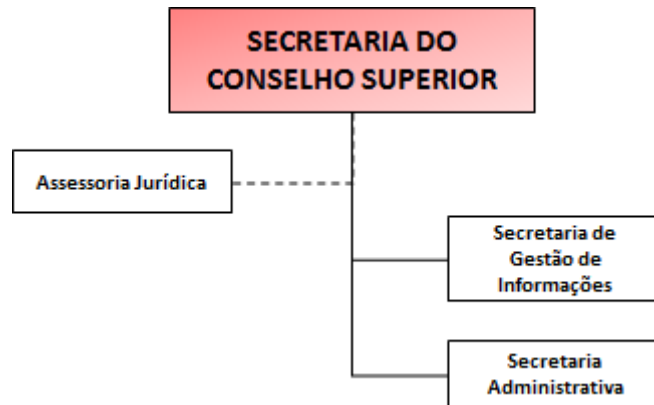 SECRETARIA DO
CONSELHO SUPERIOR
Assessoria Jurídica
Secretaria de
Gestão de
Informações
Secretaria
Administrativa